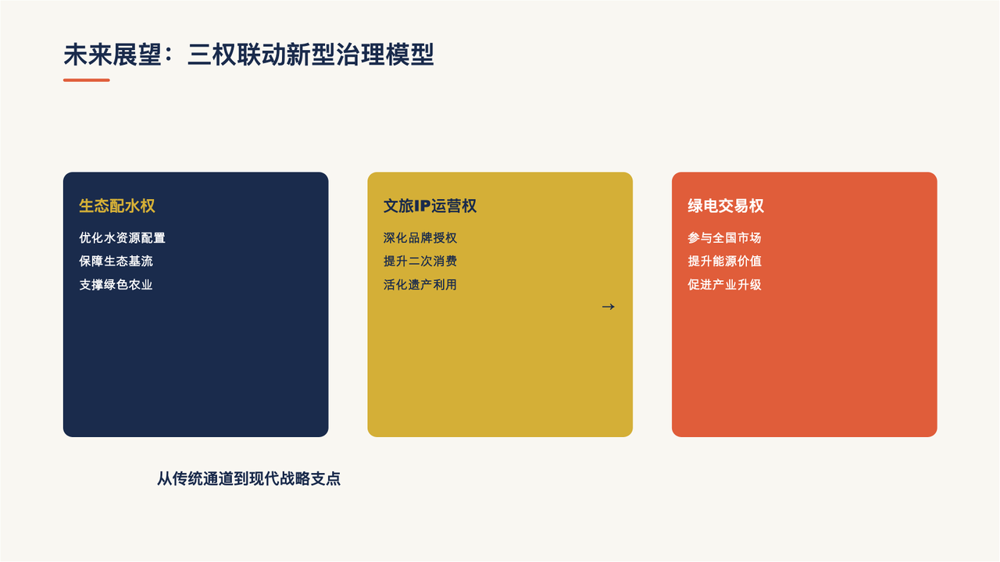 未来展望：三权联动新型治理模型
生态配水权
优化水资源配置
保障生态基流
支撑绿色农业
文旅IP运营权
深化品牌授权
提升二次消费
活化遗产利用
→
绿电交易权
参与全国市场
提升能源价值
促进产业升级
从传统通道到现代战略支点